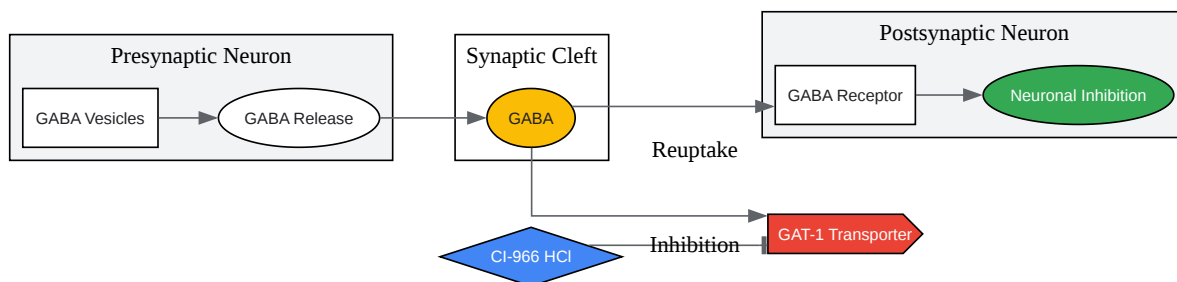 Presynaptic Neuron
GABA Vesicles
GABA Release
Synaptic Cleft
GABA
Postsynaptic Neuron
GABA Receptor
Neuronal Inhibition
Reuptake
GAT-1 Transporter
Inhibition
CI-966 HCl